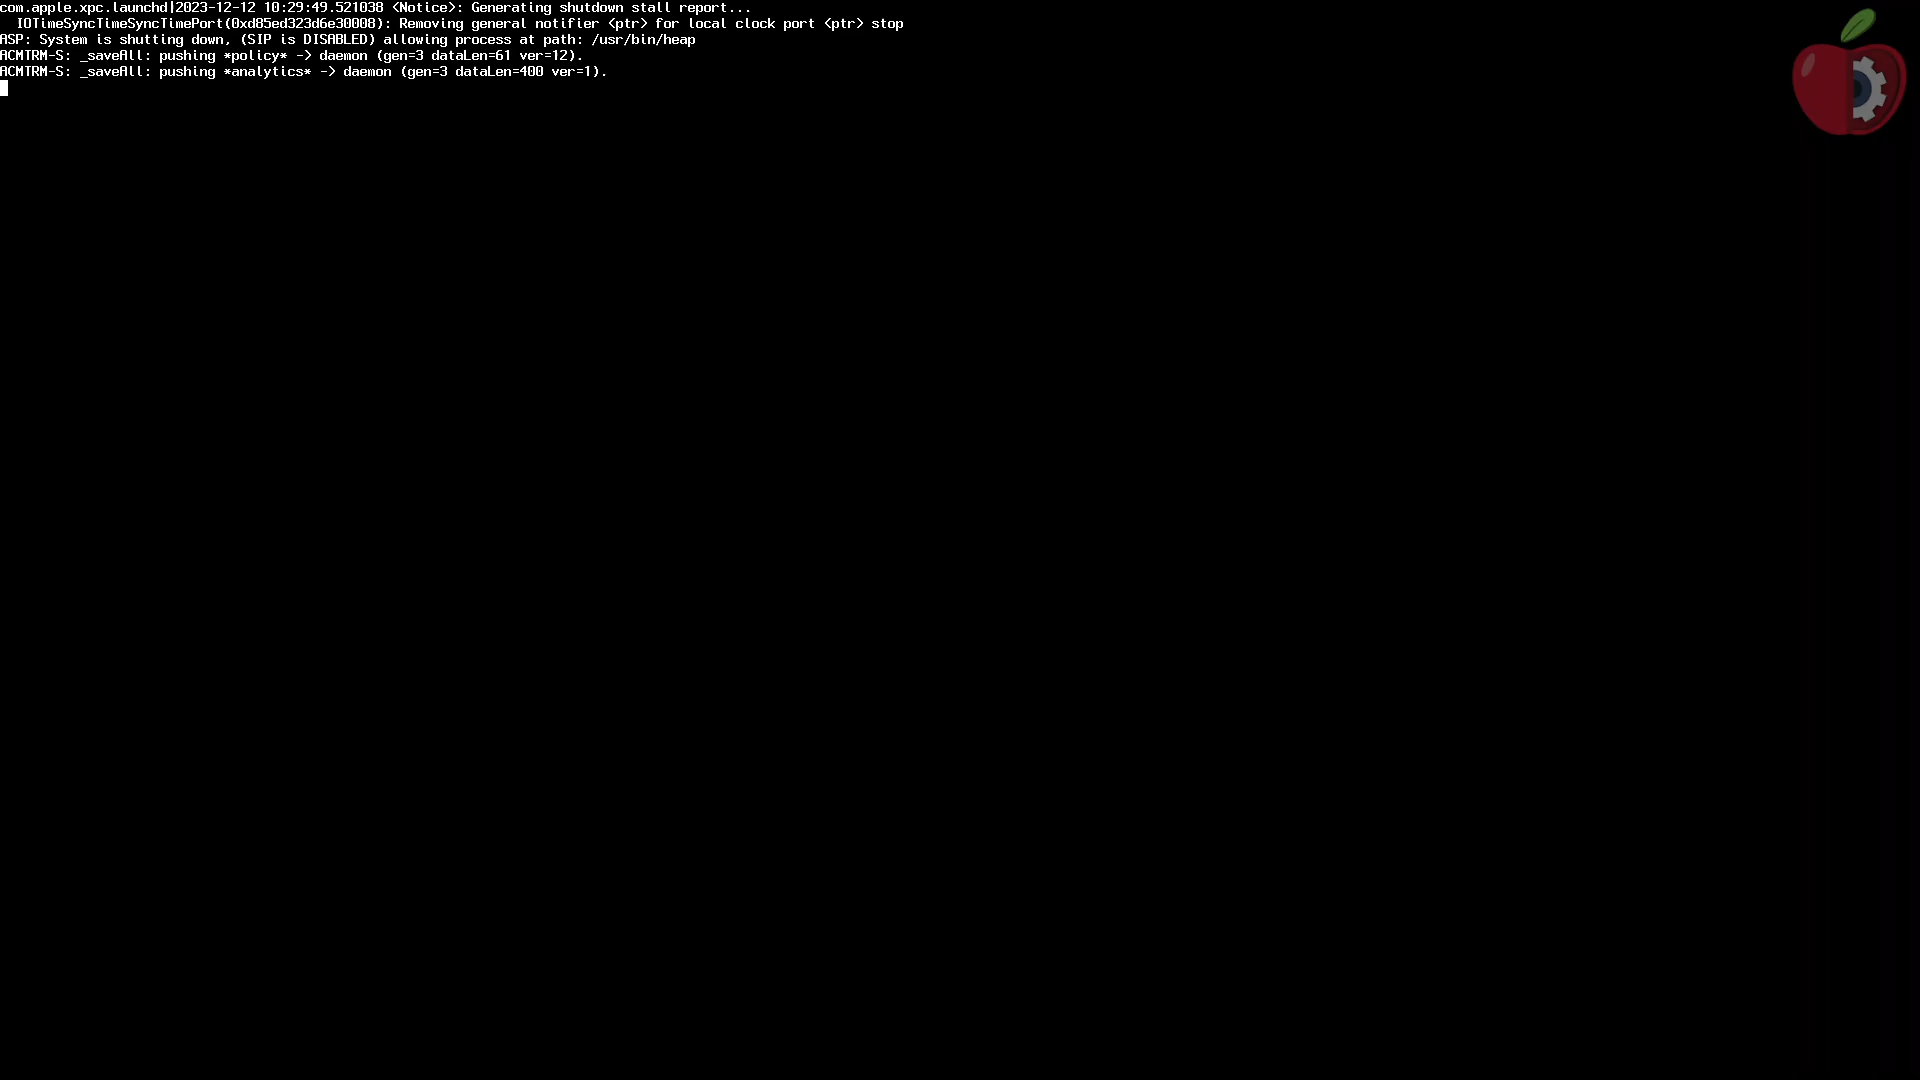 com.apple.xpc.launchd|2023-12-12 10:29:49.521038 <Notice>: Generating shutdown stall report...
IOTimeSyncTimeSyncTimePort(0xd85ed323d6e30008): Removing general notifier <ptr> for local clock port <ptr> stop
ASP: System is shutting down, (SIP is DISABLED) allowing process at path: /usr/bin/heap
ACMTRM-S: _saveAll: pushing *policy* -> daemon (gen=3 dataLen=61 ver=12).
ACMTRM-S: _saveAll: pushing *analytics* -> daemon (gen=3 dataLen=400 ver=1).